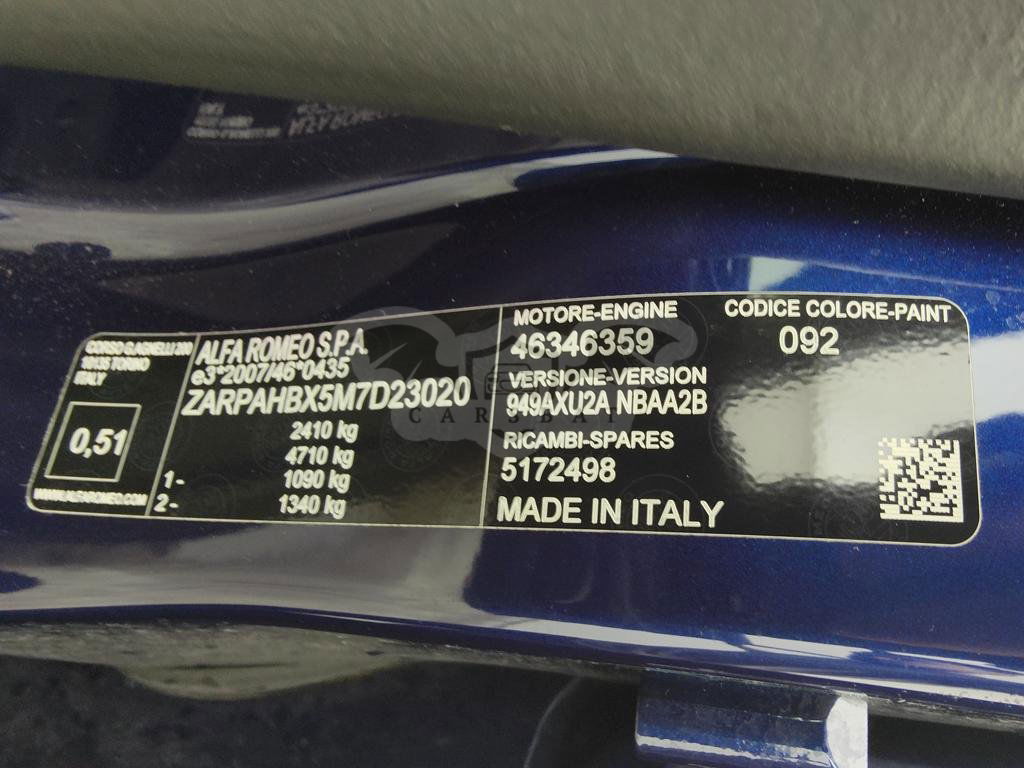 CORSO G.AGNELLI 200
10135 TORINO
ITALY
0,51
WWW.ALFAROMEO.COM
ALFA ROMEO S.P.A.
e3*2007/46*0435
ZARPAHBX5M7D23020
2410 kg
4710 kg
1- 1090 kg
2- 1340 kg
MOTORE-ENGINE
46346359
VERSIONE-VERSION
949AXU2A NBAA2B
RICAMBI-SPARES
5172498
MADE IN ITALY
CODICE COLORE-PAINT
092
CARSBAT